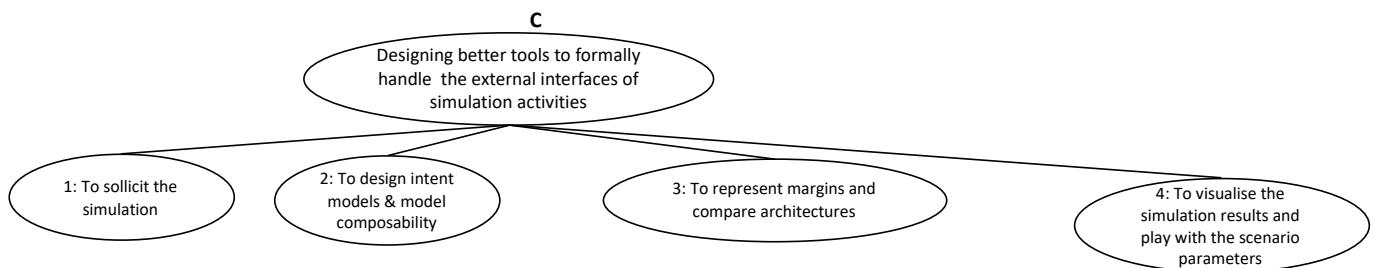 C
Designing better tools to formally
handle the external interfaces of
simulation activities
1: To sollicit the
simulation
2: To design intent
models & model
composability
3: To represent margins and
compare architectures
4: To visualise the
simulation results and
play with the scenario
parameters